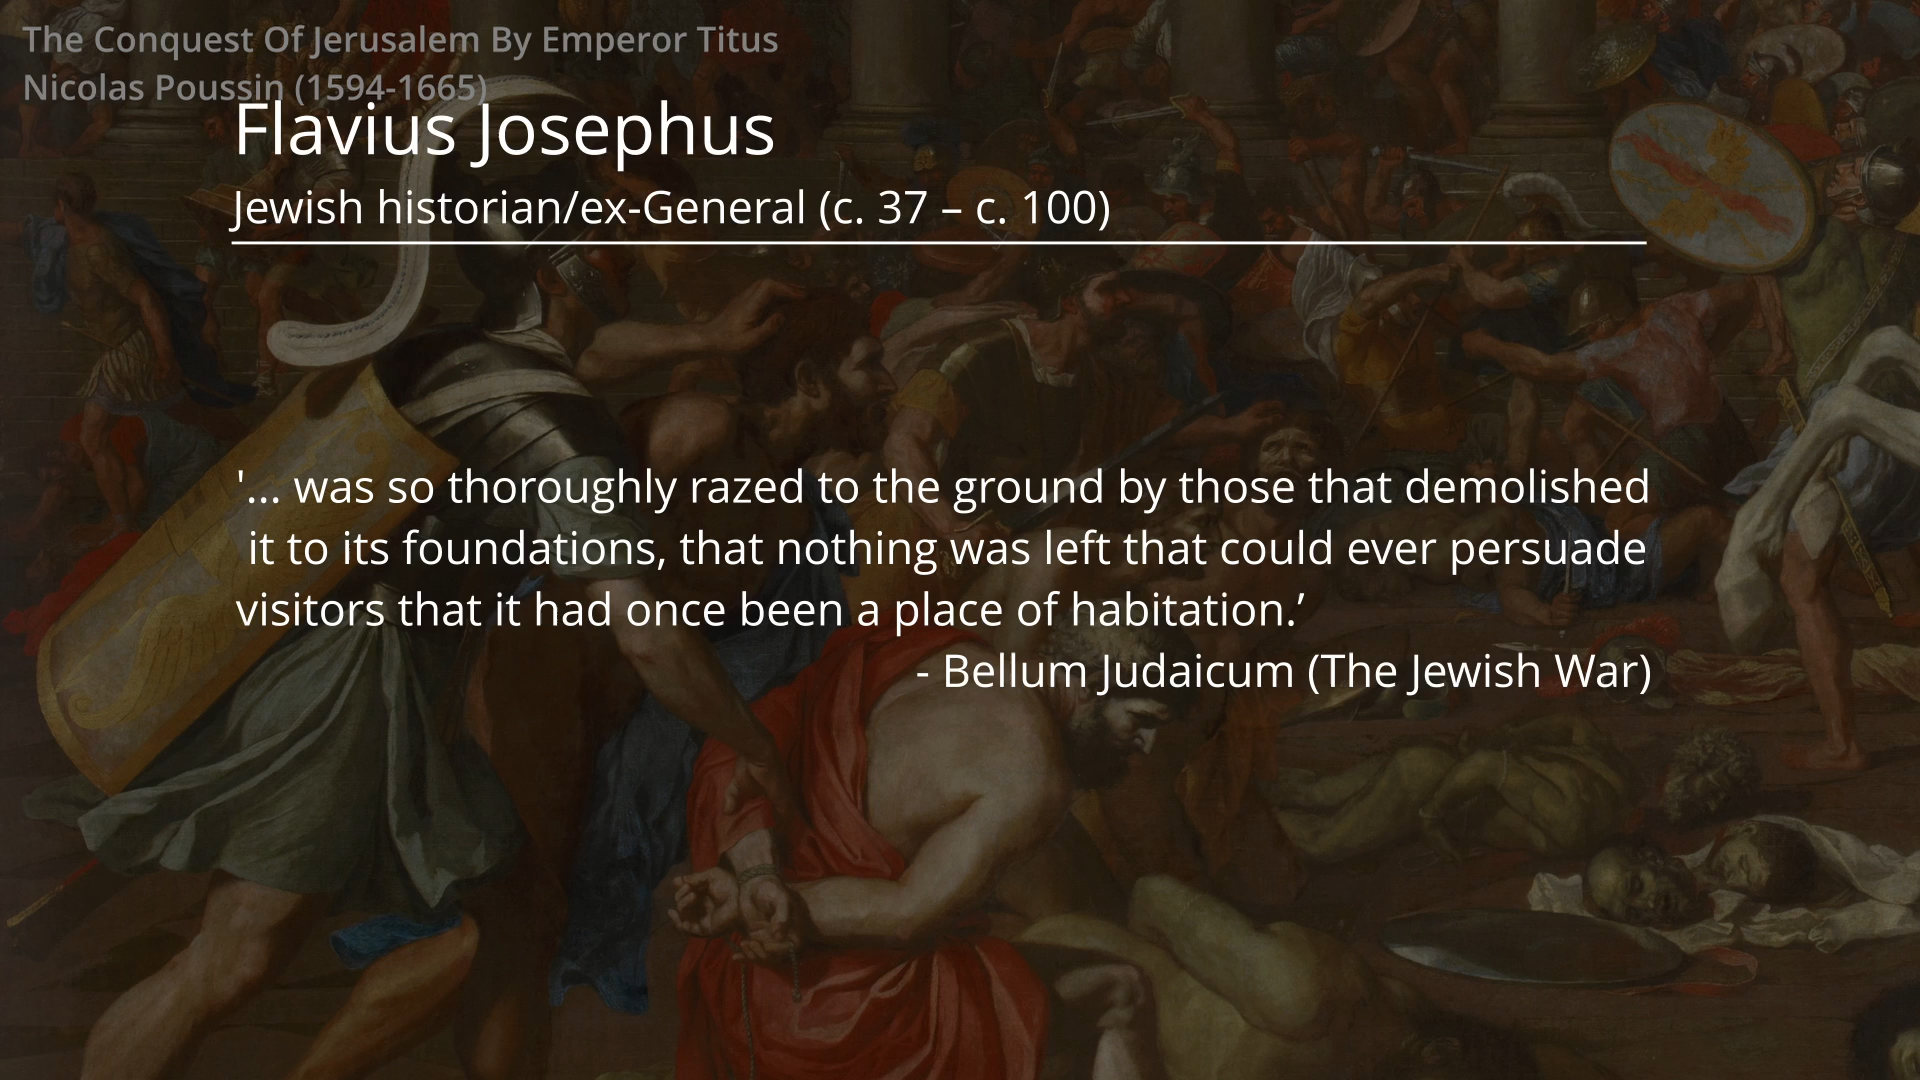 The Conquest Of Jerusalem By Emperor Titus
Nicolas Poussin (1594-1665)
Flavius Josephus
Jewish historian/ex-General (c. 37 – c. 100)
'... was so thoroughly razed to the ground by those that demolished
it to its foundations, that nothing was left that could ever persuade
visitors that it had once been a place of habitation.’
- Bellum Judaicum (The Jewish War)